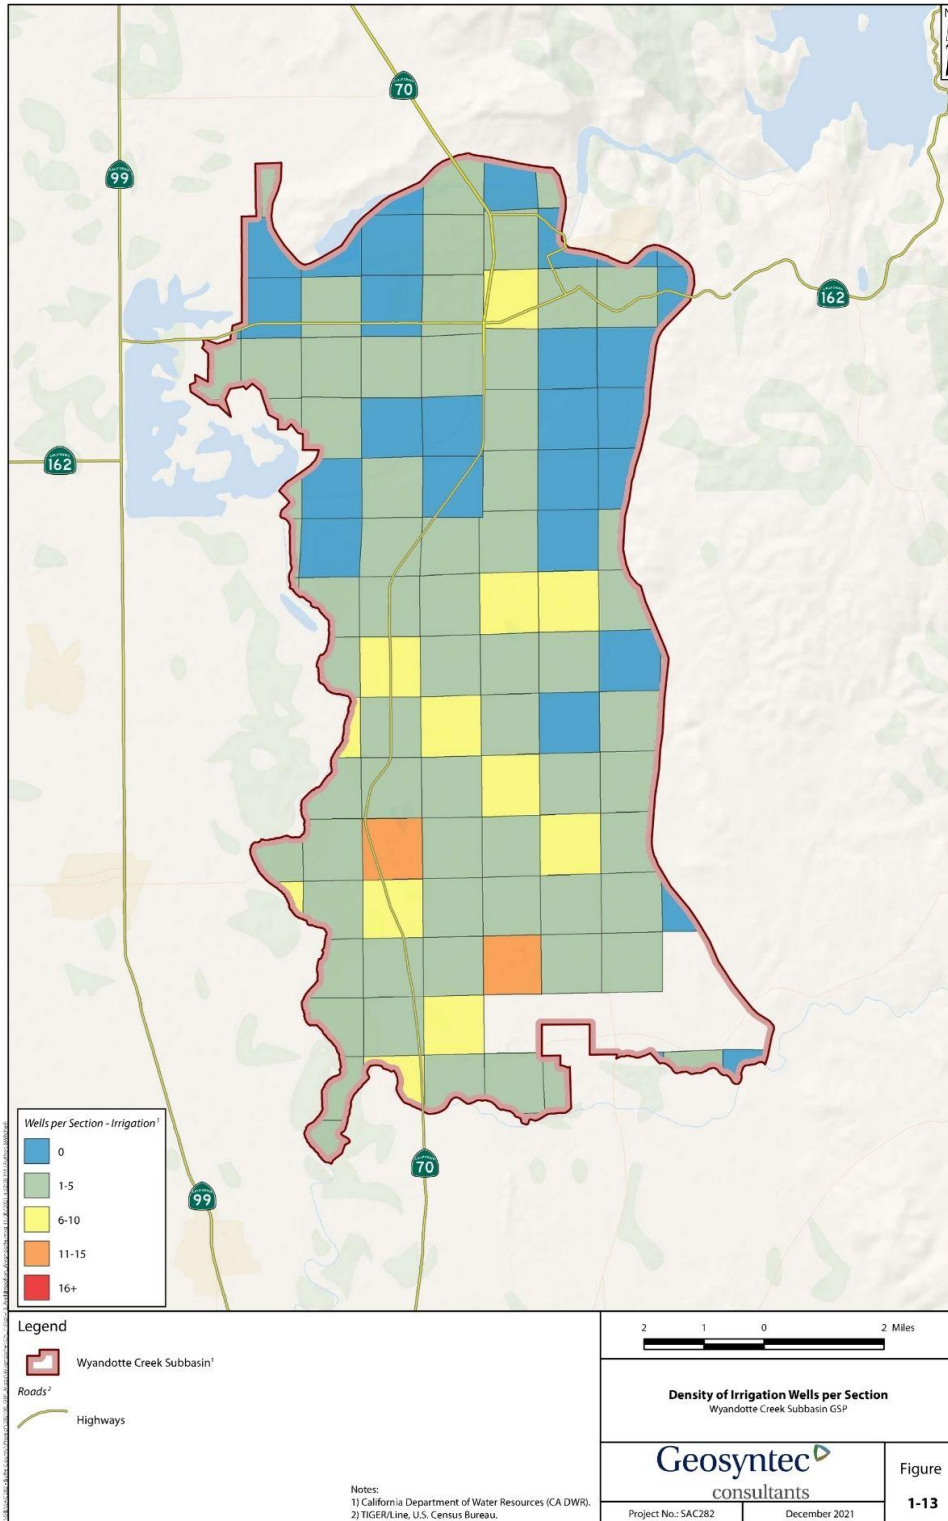 N
70
CALIFORNIA
99
162
162
70
99
Wells per Section - Irrigation¹
0
1-5
6-10
11-15
16+
Legend
Wyandotte Creek Subbasin¹
Roads²
Highways
Notes:
1) California Department of Water Resources (CA DWR).
2) TIGER/Line, U.S. Census Bureau.
2 1 0 2 Miles
Density of Irrigation Wells per Section
Wyandotte Creek Subbasin GSP
Geosyntec
consultants
Figure
1-13
Project No.: SAC282
December 2021